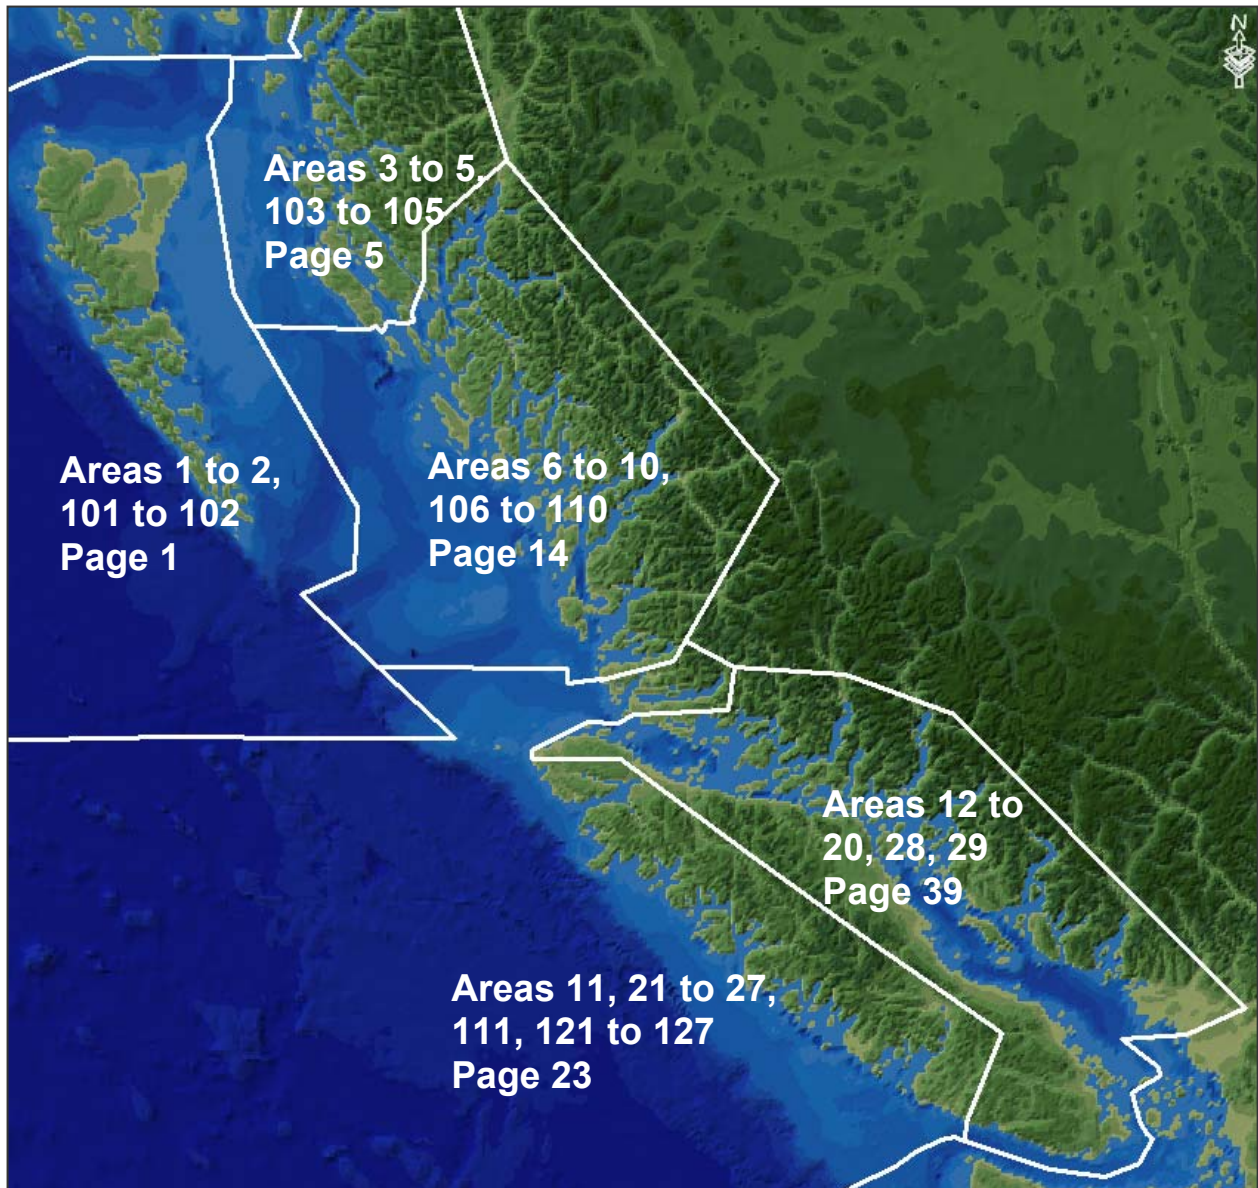 N
Areas 3 to 5,
103 to 105
Page 5
Areas 1 to 2,
101 to 102
Page 1
Areas 6 to 10,
106 to 110
Page 14
Areas 12 to
20, 28, 29
Page 39
Areas 11, 21 to 27,
111, 121 to 127
Page 23